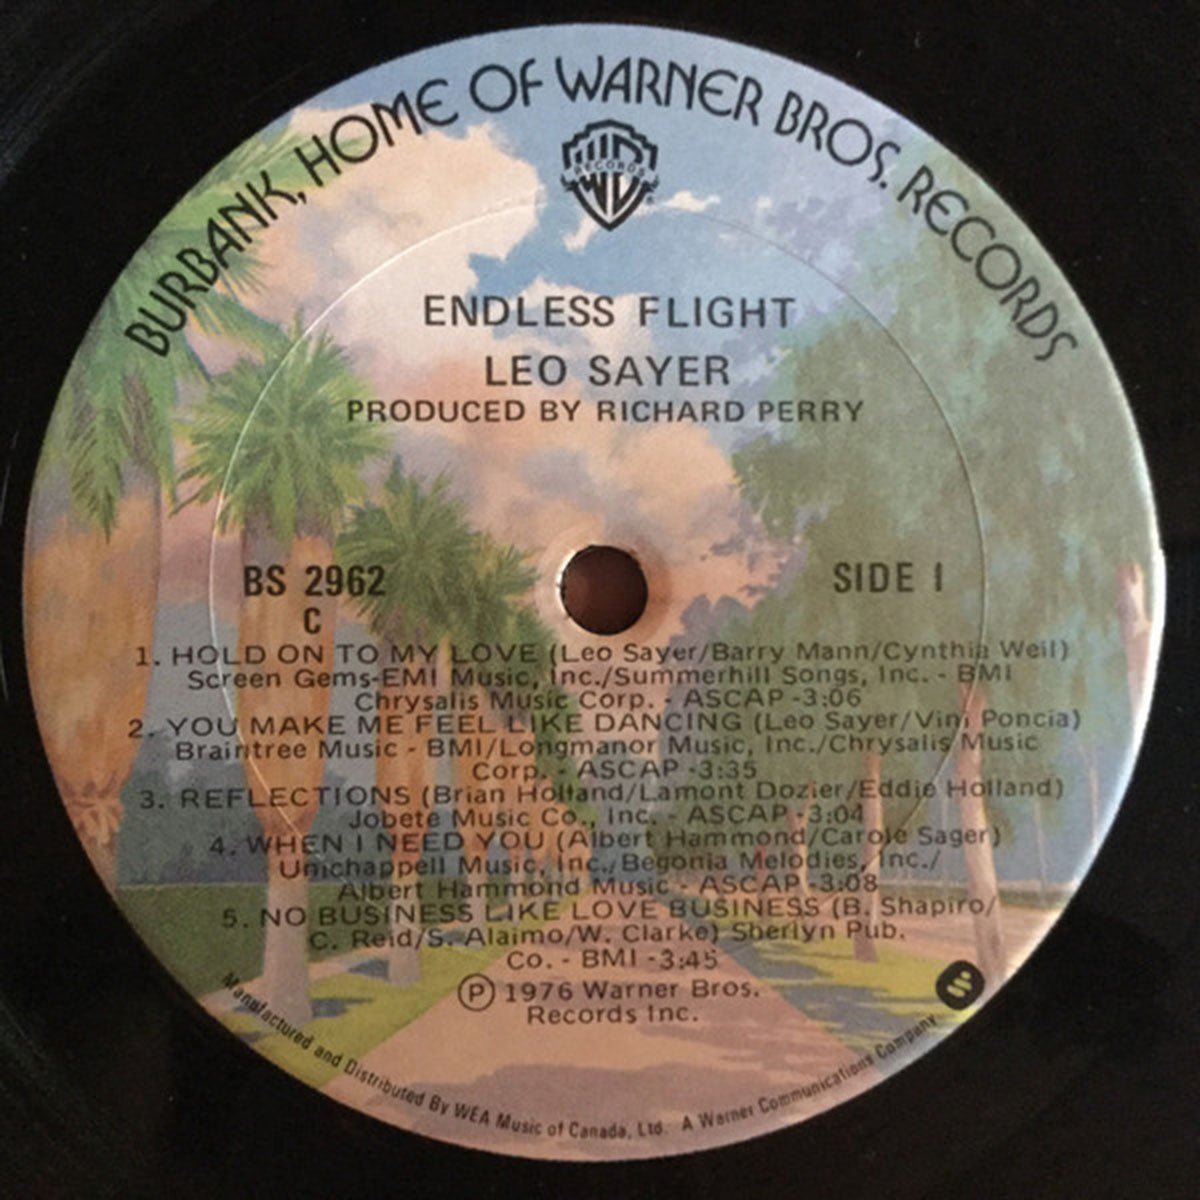 BURBANK, HOME OF WARNER BROS. RECORDS
WB
RECORDS
ENDLESS FLIGHT
LEO SAYER
PRODUCED BY RICHARD PERRY
BS 2962
C
SIDE 1
1. HOLD ON TO MY LOVE (Leo Sayer/Barry Mann/Cynthia Weil)
Screen Gems-EMI Music, Inc./Summerhill Songs, Inc. - BMI
Chrysalis Music Corp. - ASCAP -3:06
2. YOU MAKE ME FEEL LIKE DANCING (Leo Sayer/Vini Poncia)
Braintree Music - BMI/Longmanor Music, Inc./Chrysalis Music
Corp. - ASCAP -3:35
3. REFLECTIONS (Brian Holland/Lamont Dozier/Eddie Holland)
Jobete Music Co., Inc. - ASCAP -3:04
4. WHEN I NEED YOU (Albert Hammond/Carole Sager)
Unichappell Music, Inc./Begonia Melodies, Inc./
Albert Hammond Music - ASCAP -3:08
5. NO BUSINESS LIKE LOVE BUSINESS (B. Shapiro/
C. Reid/S. Alaimo/W. Clarke) Sherlyn Pub.
Co. - BMI -3:45
℗ 1976 Warner Bros.
Records Inc.
Manufactured and Distributed By WEA Music of Canada, Ltd. A Warner Communications Company